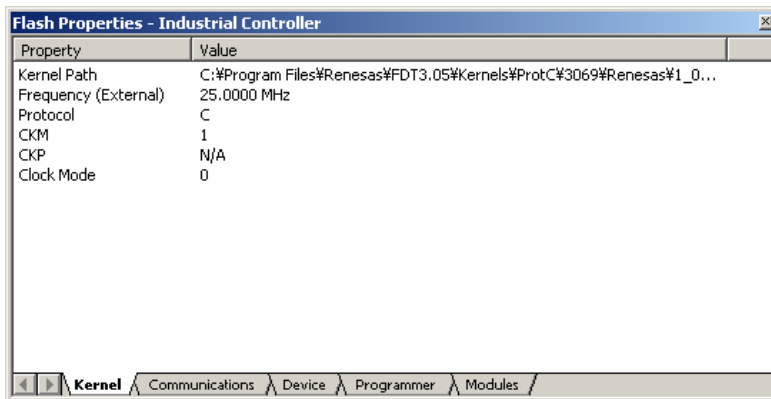 Flash Properties - Industrial Controller
Property Value
Kernel Path C:¥Program Files¥Renesas¥FDT3.05¥Kernels¥ProtC¥3069¥Renesas¥1_0...
Frequency (External) 25.0000 MHz
Protocol C
CKM 1
CKP N/A
Clock Mode 0
Kernel Communications Device Programmer Modules